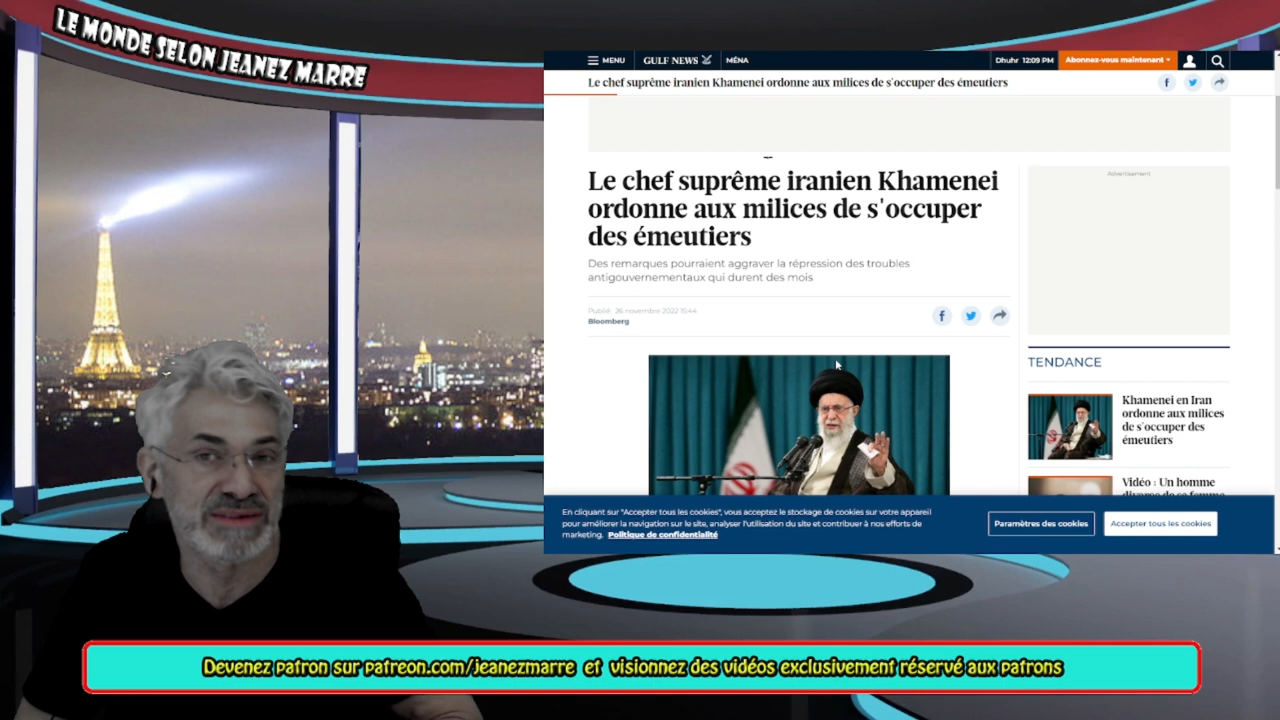 LE MONDE SELON JEANEZ MARRE
MENU
GULF NEWS
MÉNA
Dhuhr 12:09 PM
Abonnez-vous maintenant
Le chef suprême iranien Khamenei ordonne aux milices de s'occuper des émeutiers
Le chef suprême iranien Khamenei
ordonne aux milices de s'occuper
des émeutiers
Des remarques pourraient aggraver la répression des troubles
antigouvernementaux qui durent des mois
Publié: 26 novembre 2022 15:44
Bloomberg
Advertisement
TENDANCE
Khamenei en Iran
ordonne aux milices
de s'occuper des
émeutiers
Vidéo : Un homme
divorce de sa femme
En cliquant sur "Accepter tous les cookies", vous acceptez le stockage de cookies sur votre appareil
pour améliorer la navigation sur le site, analyser l'utilisation du site et contribuer à nos efforts de
marketing. Politique de confidentialité
Paramètres des cookies
Accepter tous les cookies
Devenez patron sur patreon.com/jeanezmarre et visionnez des vidéos exclusivement réservé aux patrons